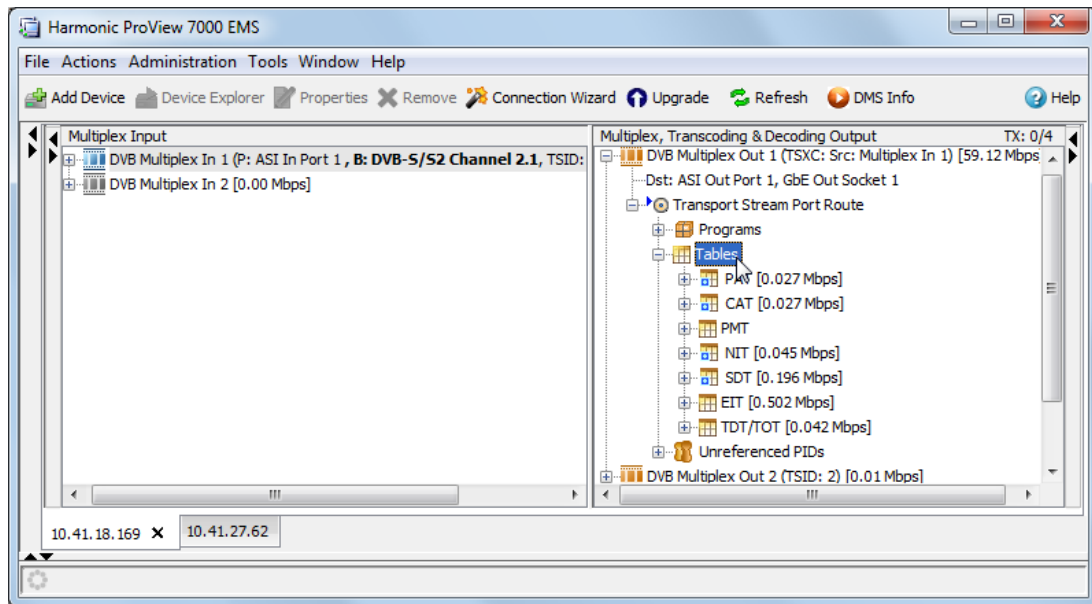 Harmonic ProView 7000 EMS
File Actions Administration Tools Window Help
Add Device Device Explorer Properties Remove Connection Wizard Upgrade Refresh DMS Info Help
Multiplex Input
DVB Multiplex In 1 (P: ASI In Port 1 , B: DVB-S/S2 Channel 2.1, TSID:
DVB Multiplex In 2 [0.00 Mbps]
Multiplex, Transcoding & Decoding Output TX: 0/4
DVB Multiplex Out 1 (TSXC: Src: Multiplex In 1) [59.12 Mbps
Dst: ASI Out Port 1, GbE Out Socket 1
Transport Stream Port Route
Programs
Tables
PAT [0.027 Mbps]
CAT [0.027 Mbps]
PMT
NIT [0.045 Mbps]
SDT [0.196 Mbps]
EIT [0.502 Mbps]
TDT/TOT [0.042 Mbps]
Unreferenced PIDs
DVB Multiplex Out 2 (TSID: 2) [0.01 Mbps]
10.41.18.169 10.41.27.62